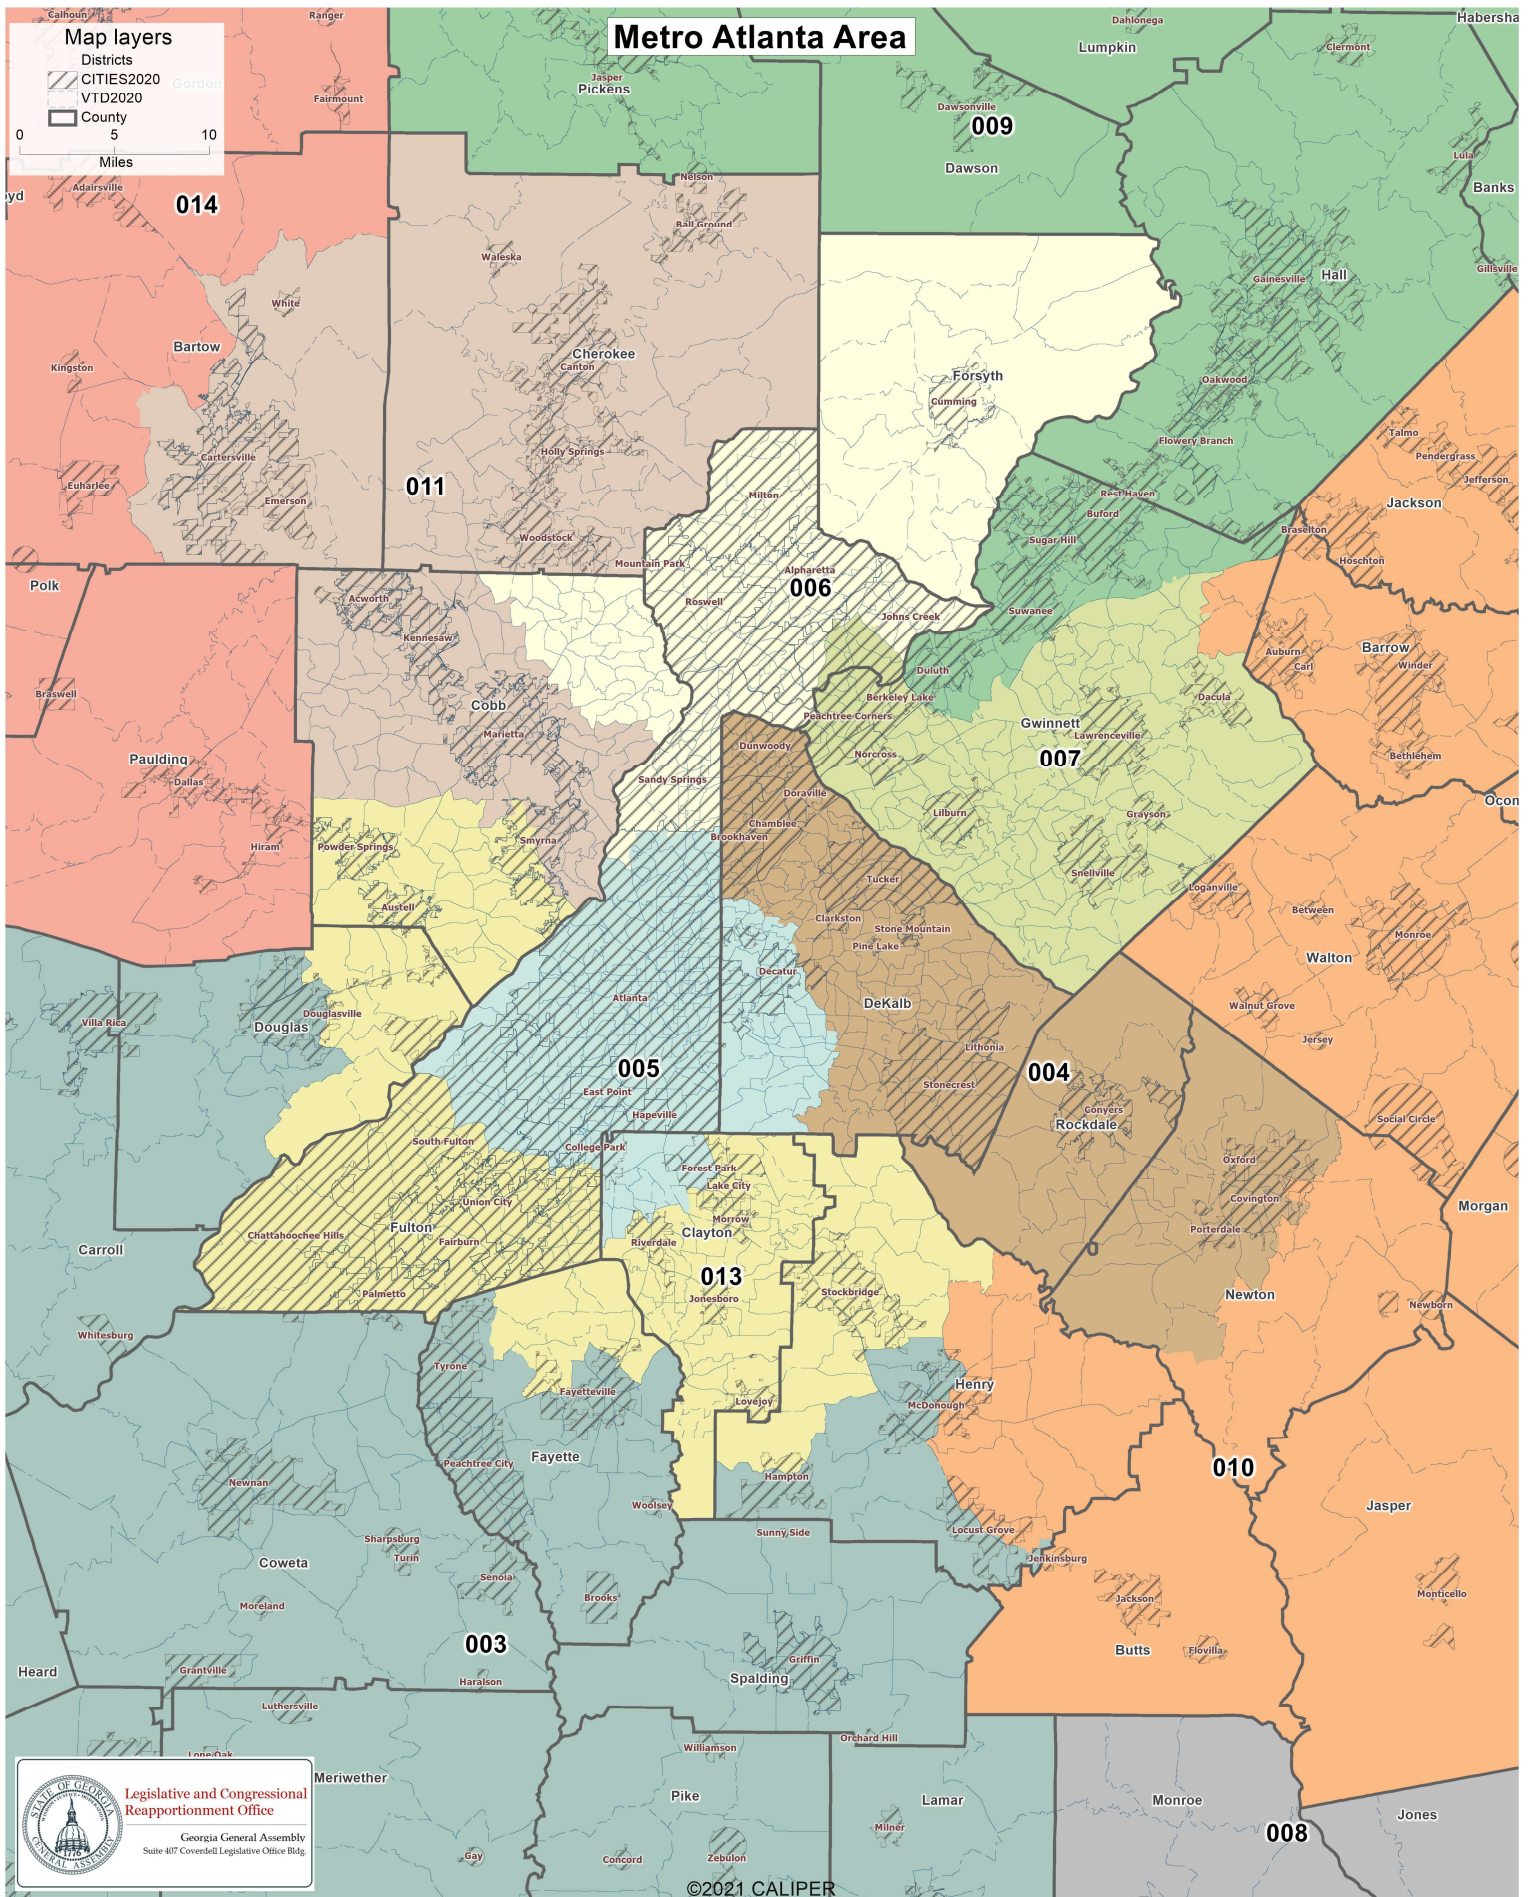 Metro Atlanta Area
Calhoun
Ranger
Dahlonega
Habersha
Map layers
Districts
CITIES2020
VTD2020
County
0 5 10
Miles
Gordon
Fairmount
Jasper
Pickens
Lumpkin
Clermont
Dawsonville
009
Dawson
Lula
Banks
oyd
Adairsville
014
Nelson
Ball Ground
Waleska
White
Gainesville
Hall
Gillsville
Bartow
Kingston
Cherokee
Canton
Forsyth
Cumming
Oakwood
Flowery Branch
Talmo
Pendergrass
Jefferson
Holly Springs
Cartersville
Euharlee
Emerson
011
Milton
Rest Haven
Buford
Jackson
Braselton
Hoschton
Woodstock
Mountain Park
Sugar Hill
Polk
Alpharetta
006
Acworth
Roswell
Johns Creek
Suwanee
Kennesaw
Auburn
Carl
Barrow
Winder
Braswell
Cobb
Marietta
Duluth
Berkeley Lake
Peachtree Corners
Dacula
Gwinnett
Lawrenceville
007
Norcross
Bethlehem
Paulding
Dallas
Dunwoody
Sandy Springs
Doraville
Ocon
Lilburn
Grayson
Hiram
Powder Springs
Smyrna
Chamblee
Brookhaven
Snellville
Tucker
Loganville
Austell
Between
Monroe
Clarkston
Stone Mountain
Pine Lake
Walton
Decatur
Atlanta
DeKalb
Walnut Grove
Jersey
Villa Rica
Douglas
Douglasville
Lithonia
005
004
East Point
Stonecrest
Hapeville
Conyers
Rockdale
Social Circle
South Fulton
College Park
Forest Park
Lake City
Oxford
Covington
Union City
Morrow
Morgan
Chattahoochee Hills
Fulton
Fairburn
Riverdale
Clayton
Porterdale
Carroll
013
Jonesboro
Stockbridge
Palmetto
Newton
Newborn
Whitesburg
Tyrone
Fayetteville
Lovejoy
Henry
McDonough
Fayette
Peachtree City
Hampton
010
Newnan
Woolsey
Jasper
Sharpsburg
Turin
Sunny Side
Locust Grove
Jenkinsburg
Coweta
Senoia
Brooks
Moreland
Jackson
Monticello
003
Heard
Grantville
Haralson
Griffin
Spalding
Butts
Flovilla
Luthersville
Orchard Hill
Lone Oak
Williamson
Meriwether
Pike
Lamar
Monroe
Jones
Milner
008
Gay
Concord
Zebulon
STATE OF GEORGIA
GENERAL ASSEMBLY
1776
Legislative and Congressional
Reapportionment Office
Georgia General Assembly
Suite 407 Coverdell Legislative Office Bldg.
©2021 CALIPER